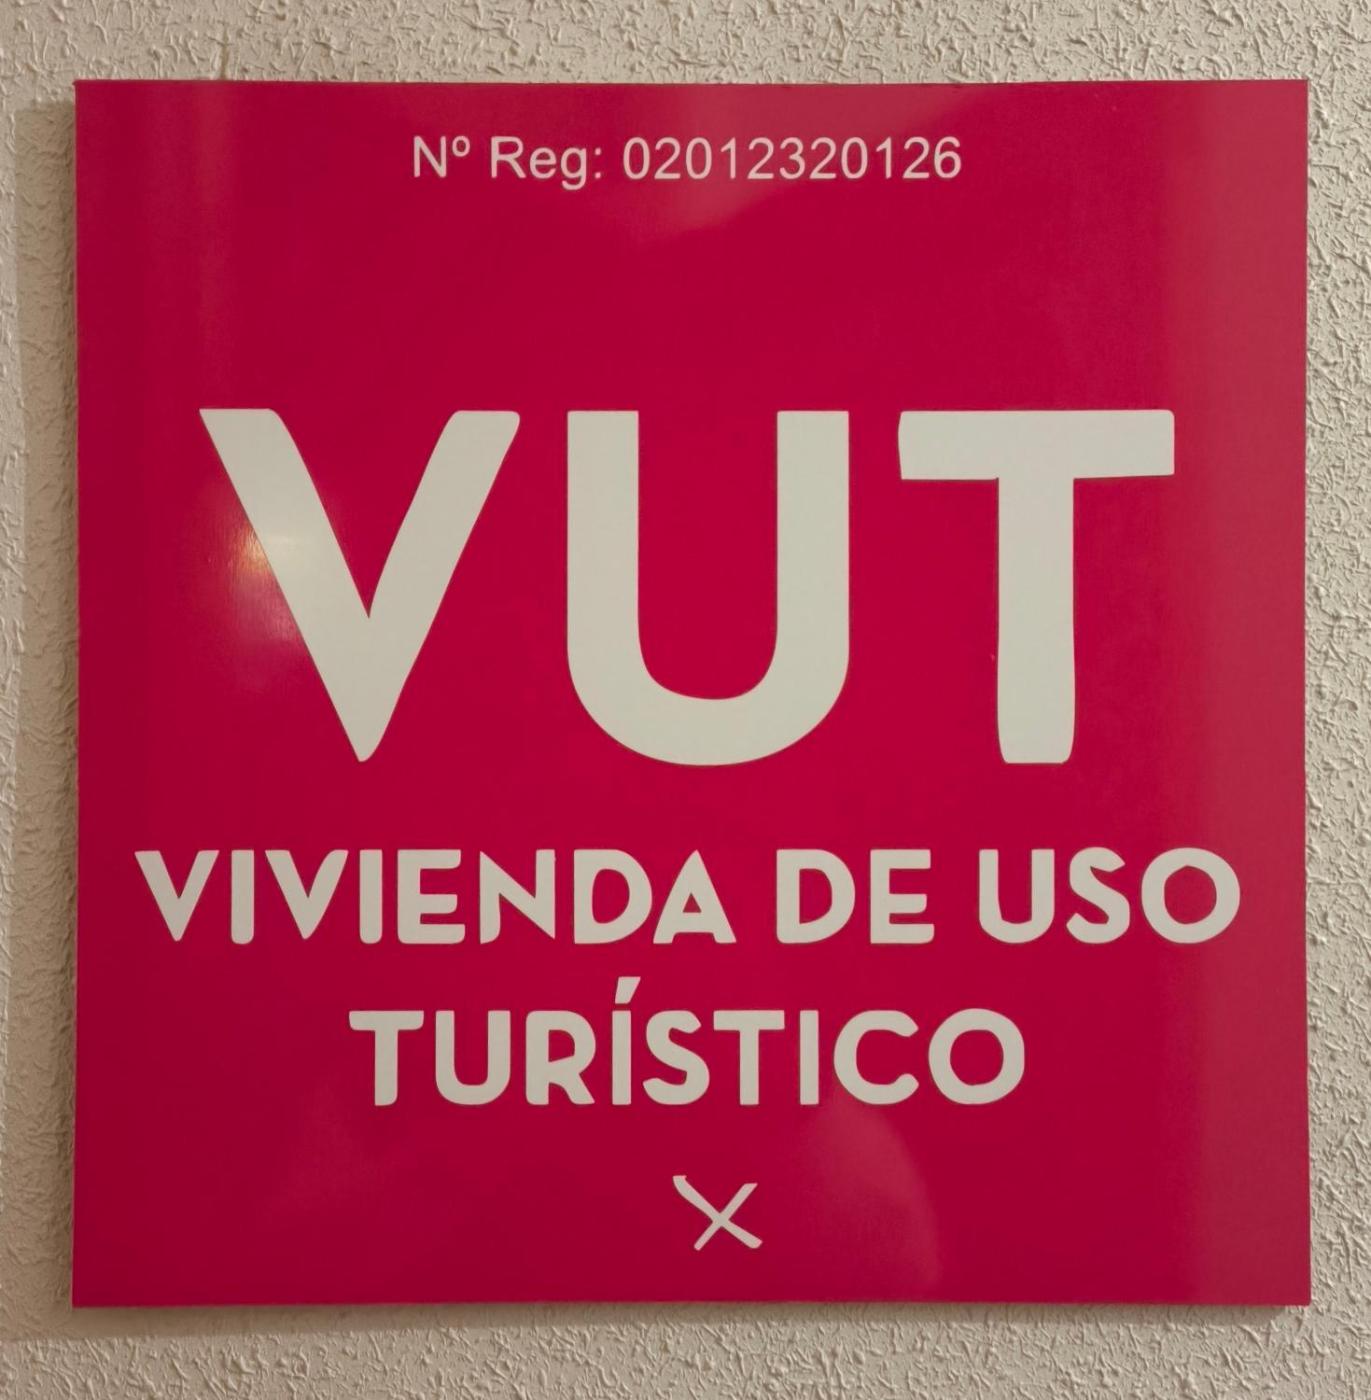 Nº Reg: 02012320126
VUT
VIVIENDA DE USO
TURÍSTICO